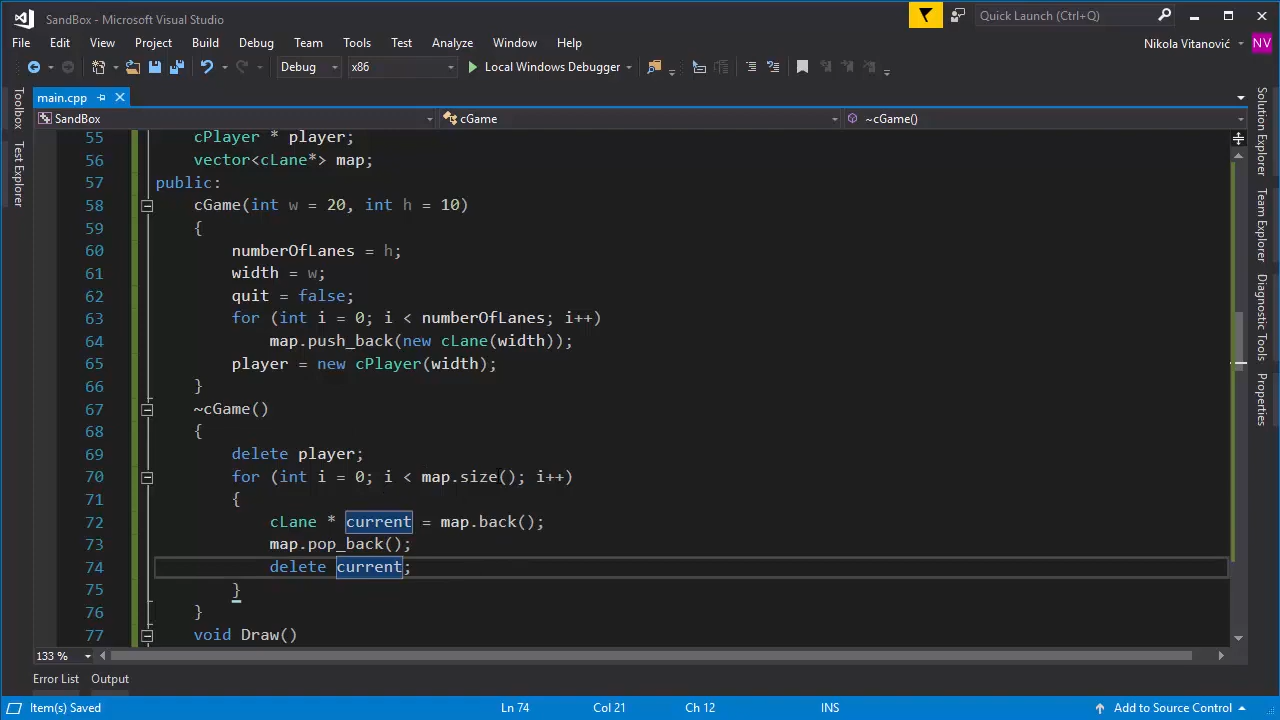 SandBox - Microsoft Visual Studio
Quick Launch (Ctrl+Q)
File Edit View Project Build Debug Team Tools Test Analyze Window Help
Nikola Vitanović NV
Debug x86 Local Windows Debugger
main.cpp
SandBox cGame ~cGame()
Toolbox
Test Explorer
55 cPlayer * player;
56 vector<cLane*> map;
57 public:
58 cGame(int w = 20, int h = 10)
59 {
60 numberOfLanes = h;
61 width = w;
62 quit = false;
63 for (int i = 0; i < numberOfLanes; i++)
64 map.push_back(new cLane(width));
65 player = new cPlayer(width);
66 }
67 ~cGame()
68 {
69 delete player;
70 for (int i = 0; i < map.size(); i++)
71 {
72 cLane * current = map.back();
73 map.pop_back();
74 delete current;
75 }
76 }
77 void Draw()
Solution Explorer
Team Explorer
Diagnostic Tools
Properties
133 %
Error List Output
Item(s) Saved Ln 74 Col 21 Ch 12 INS Add to Source Control